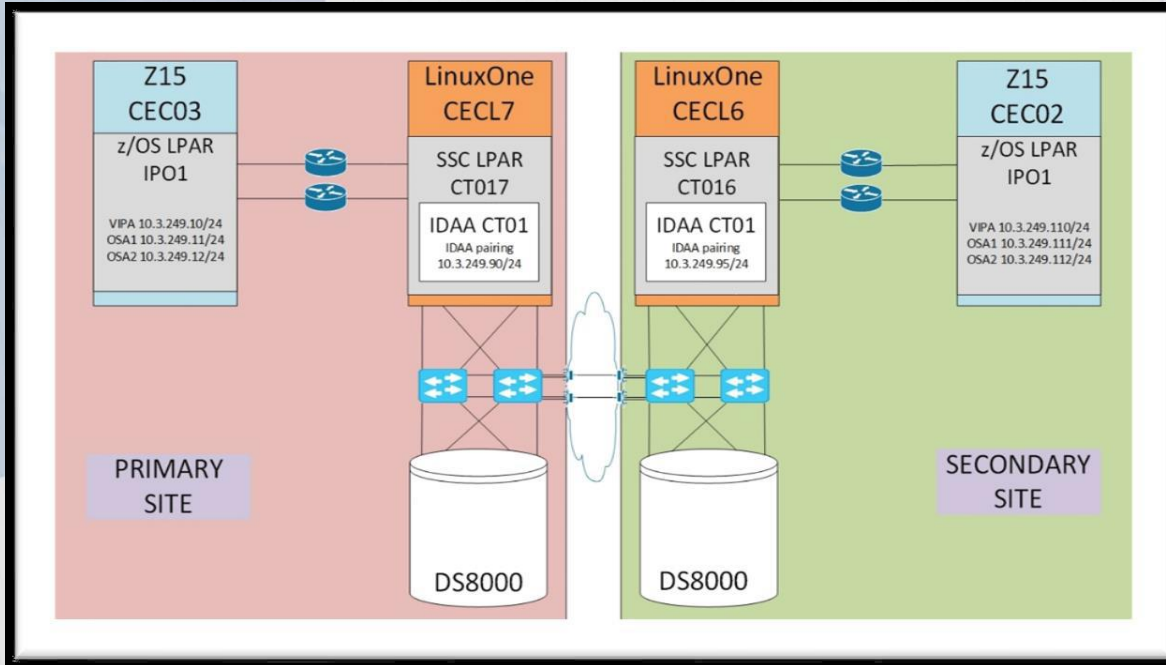 Z15
CEC03
z/OS LPAR
IPO1
VIPA 10.3.249.10/24
OSA1 10.3.249.11/24
OSA2 10.3.249.12/24
LinuxOne
CECL7
SSC LPAR
CT017
IDAA CT01
IDAA pairing
10.3.249.90/24
LinuxOne
CECL6
SSC LPAR
CT016
IDAA CT01
IDAA pairing
10.3.249.95/24
Z15
CEC02
z/OS LPAR
IPO1
VIPA 10.3.249.110/24
OSA1 10.3.249.111/24
OSA2 10.3.249.112/24
PRIMARY
SITE
DS8000
DS8000
SECONDARY
SITE